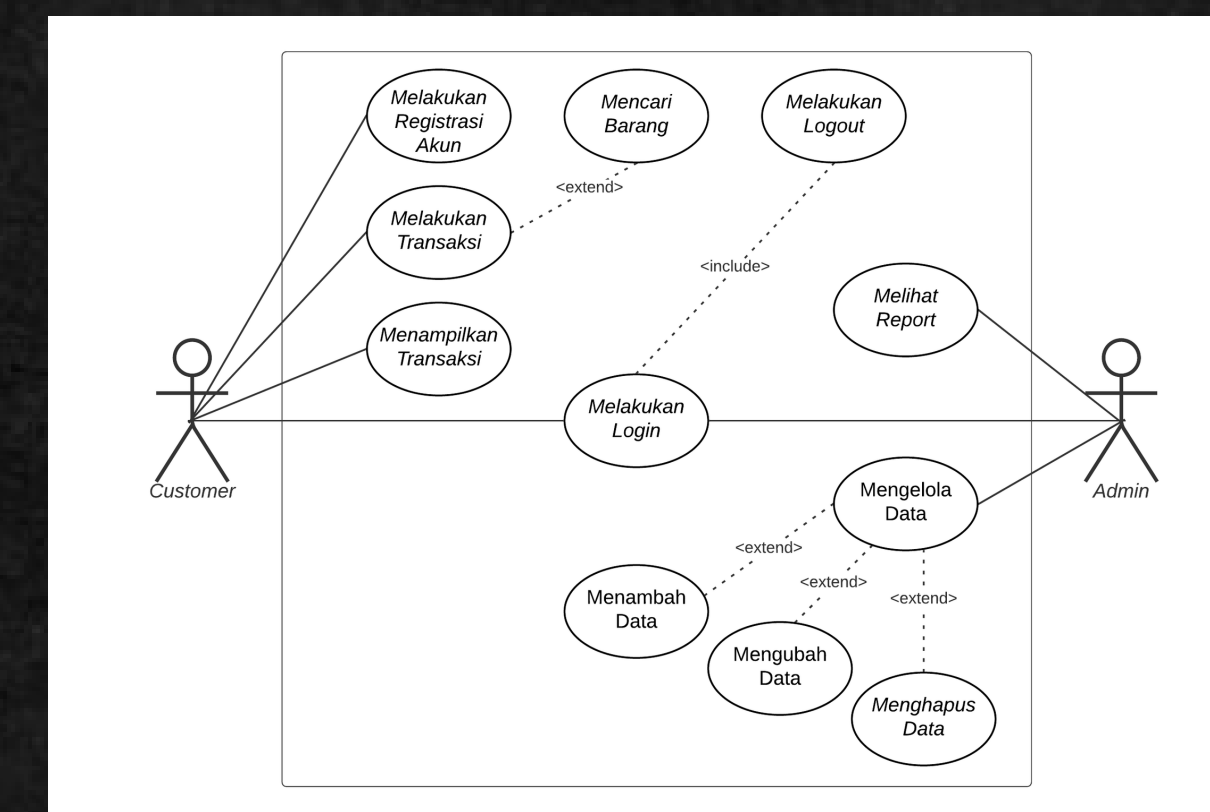 Melakukan
Registrasi
Akun
Mencari
Barang
Melakukan
Logout
<extend>
Melakukan
Transaksi
<include>
Melihat
Report
Menampilkan
Transaksi
Melakukan
Login
Customer
Admin
Mengelola
Data
<extend>
<extend>
<extend>
Menambah
Data
Mengubah
Data
Menghapus
Data